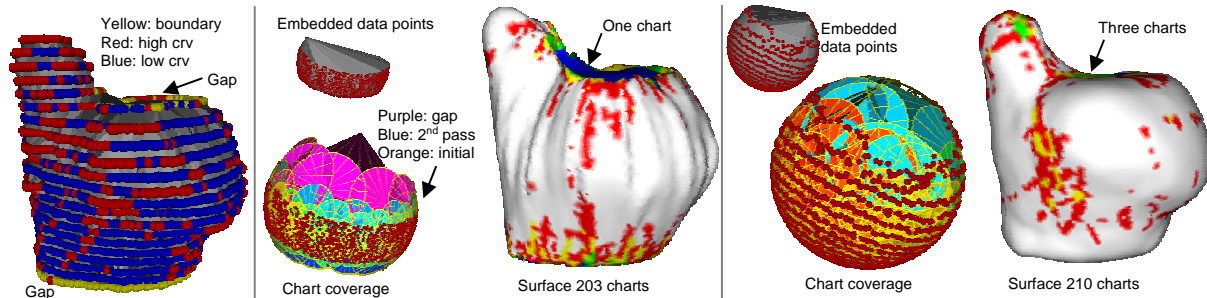 Yellow: boundary
Red: high crv
Blue: low crv
Gap
Gap
Embedded data points
Purple: gap
Blue: 2nd pass
Orange: initial
Chart coverage
One chart
Surface 203 charts
Embedded
data points
Chart coverage
Three charts
Surface 210 charts